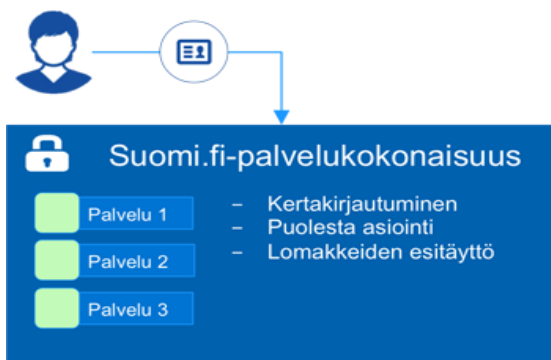 Suomi.fi-palvelukokonaisuus
Palvelu 1
Palvelu 2
Palvelu 3
– Kertakirjautuminen
– Puolesta asiointi
– Lomakkeiden esitäyttö